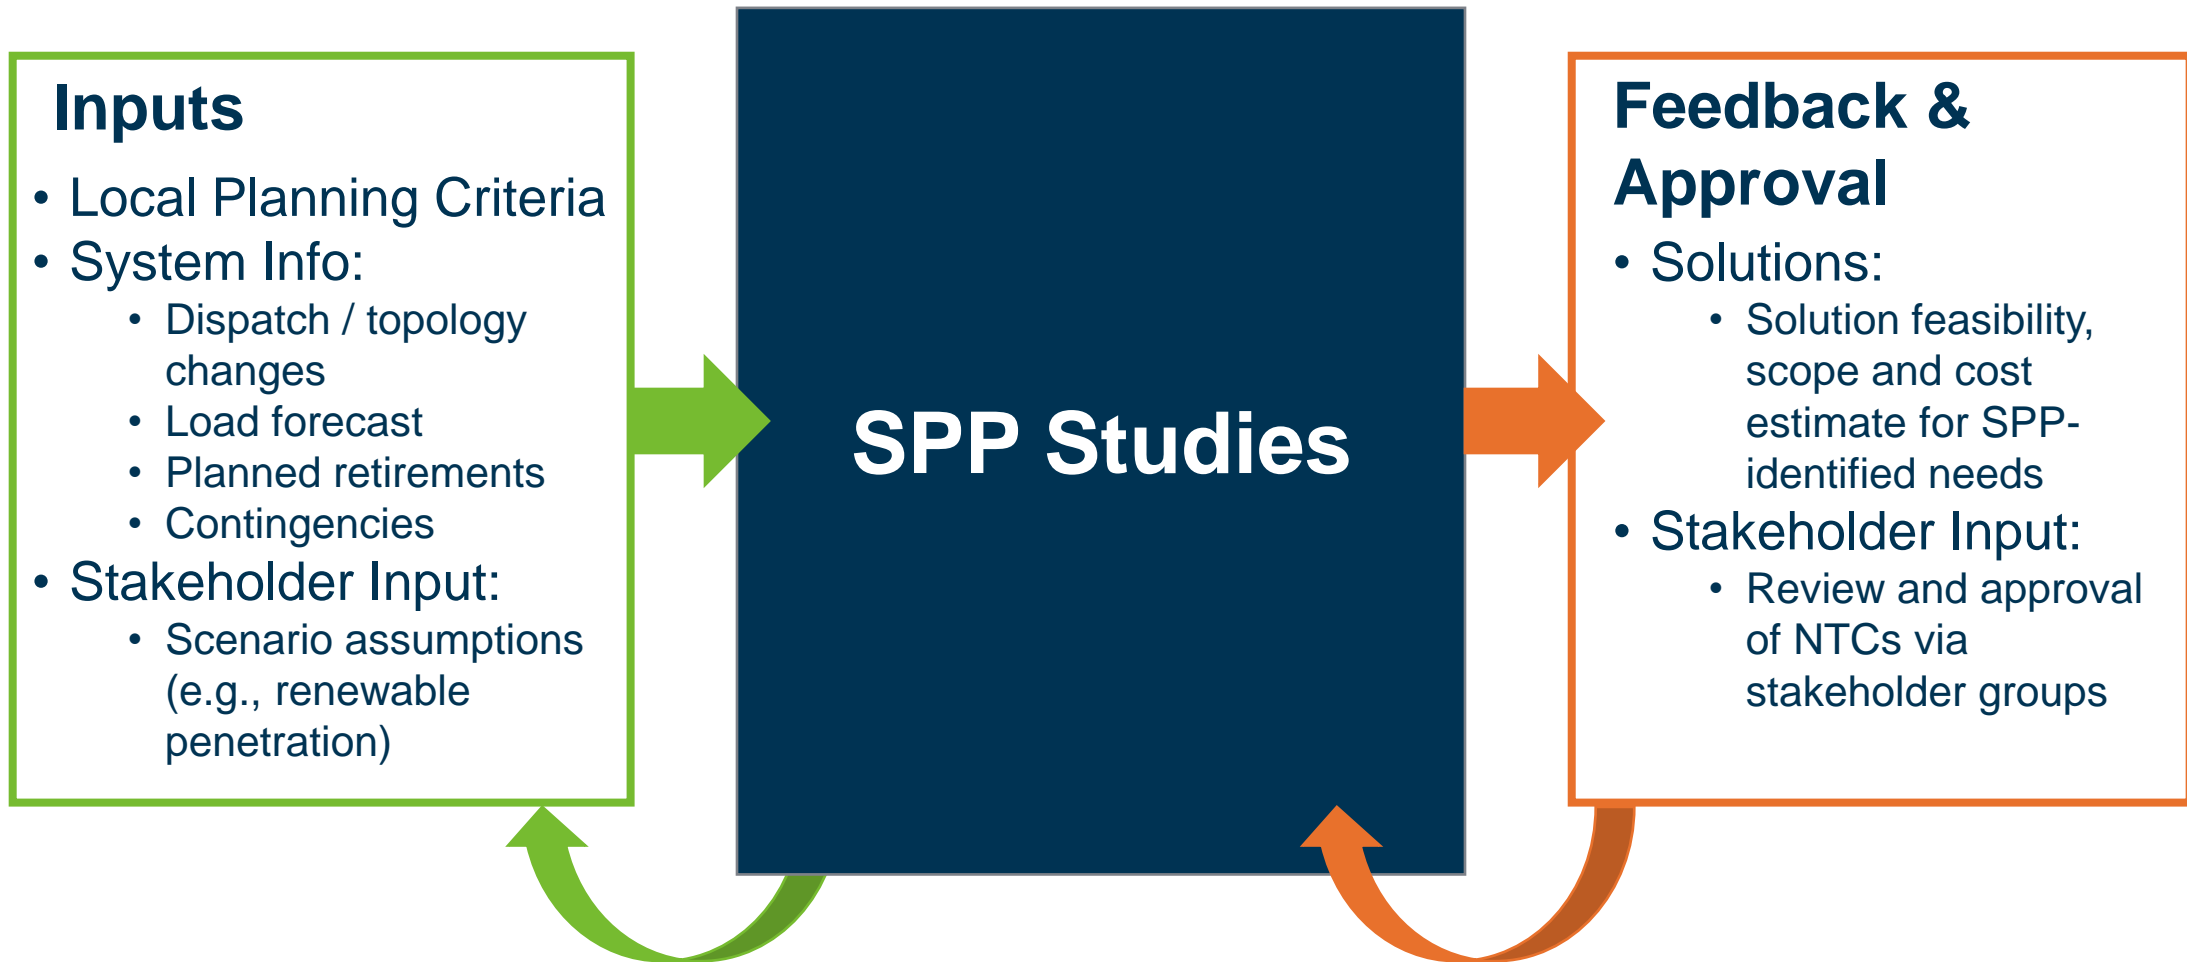 Inputs
• Local Planning Criteria
• System Info:
• Dispatch / topology
changes
• Load forecast
• Planned retirements
• Contingencies
• Stakeholder Input:
• Scenario assumptions
(e.g., renewable
penetration)
SPP Studies
Feedback &
Approval
• Solutions:
• Solution feasibility,
scope and cost
estimate for SPP-
identified needs
• Stakeholder Input:
• Review and approval
of NTCs via
stakeholder groups